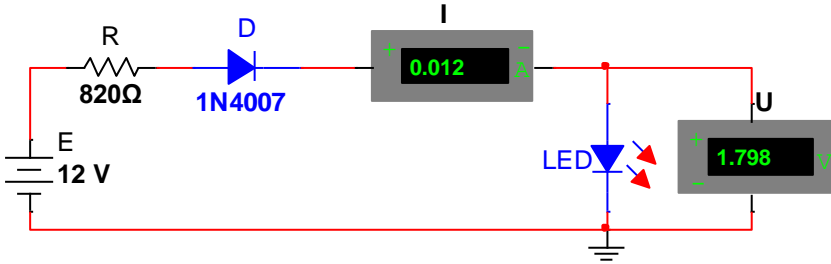 I
R
D
+
−
0.012
A
820Ω
1N4007
U
E
12 V
LED
+
−
1.798
V